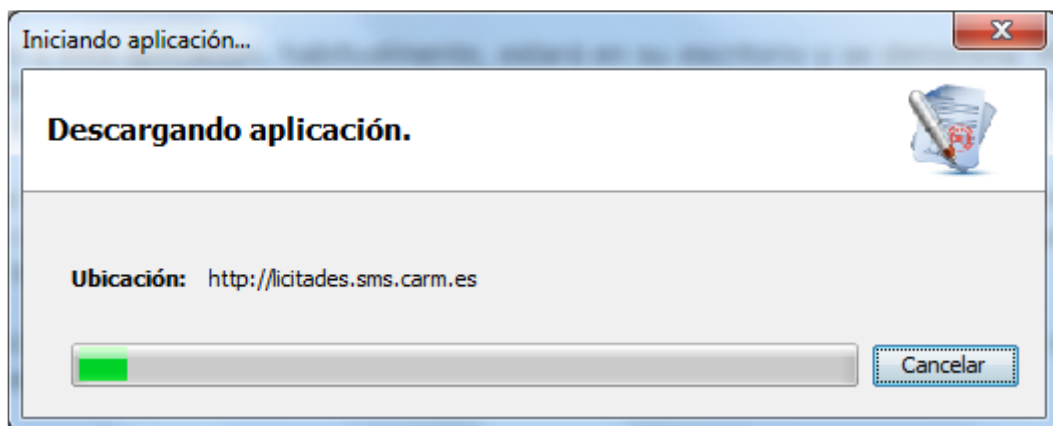 Iniciando aplicación...
Descargando aplicación.
Ubicación: http://licitades.sms.carm.es
Cancelar